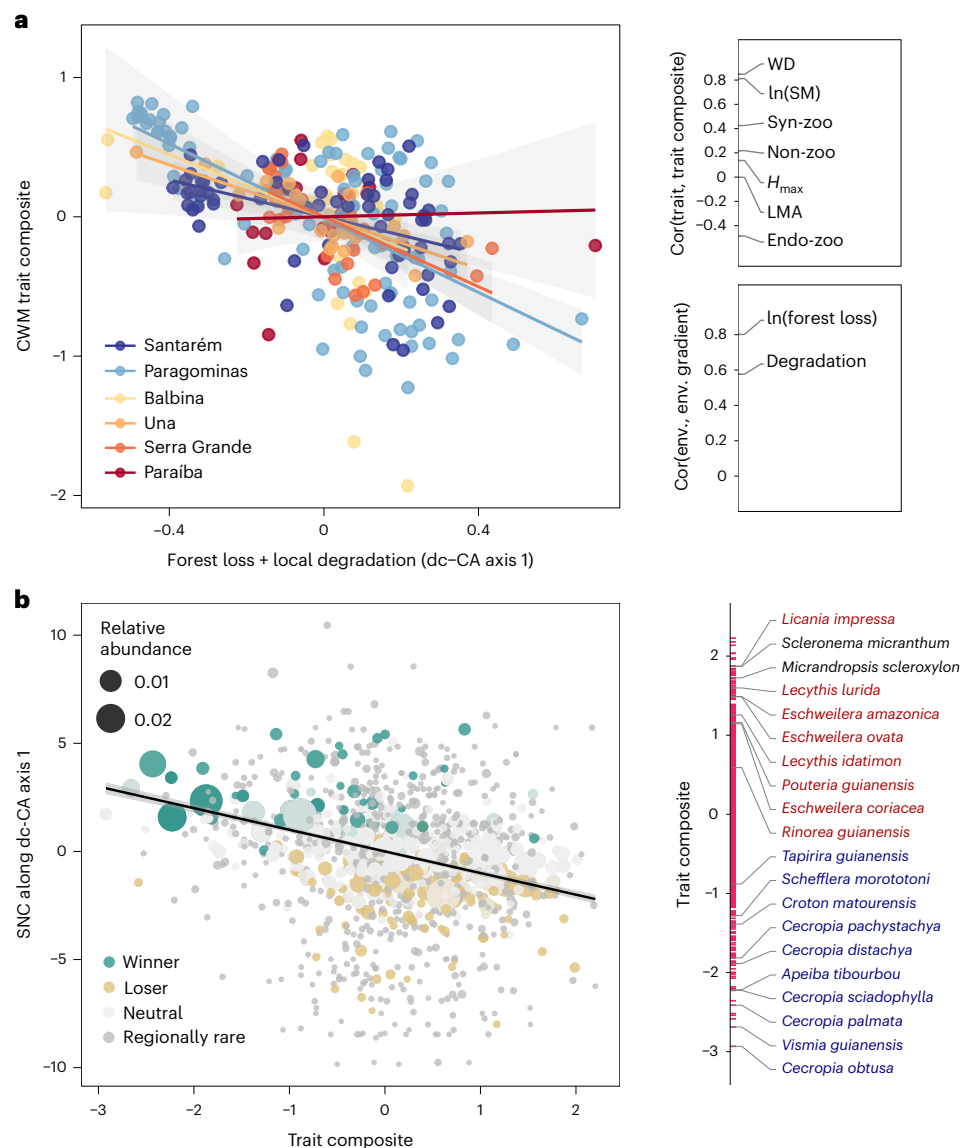 a
CWM trait composite
1
0
−1
−2
Santarém
Paragominas
Balbina
Una
Serra Grande
Paraíba
−0.4
0
0.4
Forest loss + local degradation (dc−CA axis 1)
Cor(trait, trait composite)
0.8
0.6
0.4
0.2
0
−0.2
−0.4
WD
ln(SM)
Syn-zoo
Non-zoo
Hmax
LMA
Endo-zoo
Cor(env., env. gradient)
0.8
0.6
0.4
0.2
0
ln(forest loss)
Degradation
b
SNC along dc−CA axis 1
10
5
0
−5
−10
Relative
abundance
0.01
0.02
Winner
Loser
Neutral
Regionally rare
−3
−2
−1
0
1
2
Trait composite
Trait composite
2
1
0
−1
−2
−3
Licania impressa
Scleronema micranthum
Micrandropsis scleroxylon
Lecythis lurida
Eschweilera amazonica
Eschweilera ovata
Lecythis idatimon
Pouteria guianensis
Eschweilera coriacea
Rinorea guianensis
Tapirira guianensis
Schefflera morototoni
Croton matourensis
Cecropia pachystachya
Cecropia distachya
Apeiba tibourbou
Cecropia sciadophylla
Cecropia palmata
Vismia guianensis
Cecropia obtusa